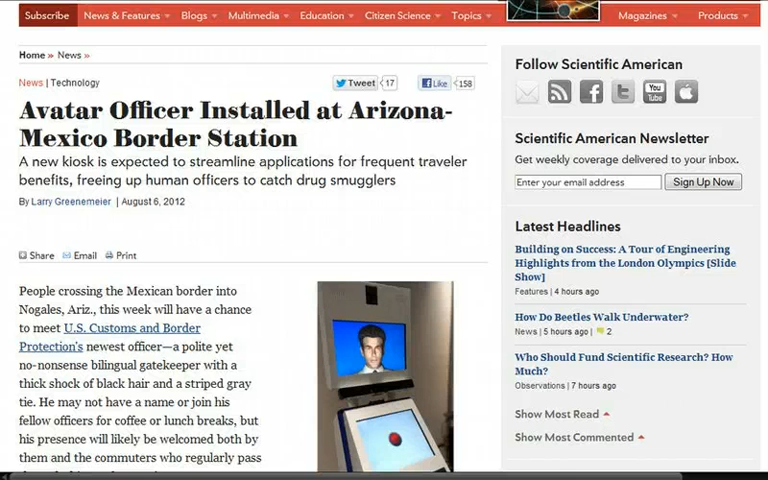 Subscribe News & Features Blogs Multimedia Education Citizen Science Topics Magazines Products
Home » News »
News | Technology
Tweet 17 Like 158
Avatar Officer Installed at Arizona-
Mexico Border Station
A new kiosk is expected to streamline applications for frequent traveler
benefits, freeing up human officers to catch drug smugglers
By Larry Greenemeier | August 6, 2012
Share Email Print
People crossing the Mexican border into
Nogales, Ariz., this week will have a chance
to meet U.S. Customs and Border
Protection's newest officer—a polite yet
no-nonsense bilingual gatekeeper with a
thick shock of black hair and a striped gray
tie. He may not have a name or join his
fellow officers for coffee or lunch breaks, but
his presence will likely be welcomed both by
them and the commuters who regularly pass
Follow Scientific American
You
Tube
Scientific American Newsletter
Get weekly coverage delivered to your inbox.
Enter your email address Sign Up Now
Latest Headlines
Building on Success: A Tour of Engineering
Highlights from the London Olympics [Slide
Show]
Features | 4 hours ago
How Do Beetles Walk Underwater?
News | 5 hours ago | 2
Who Should Fund Scientific Research? How
Much?
Observations | 7 hours ago
Show Most Read
Show Most Commented